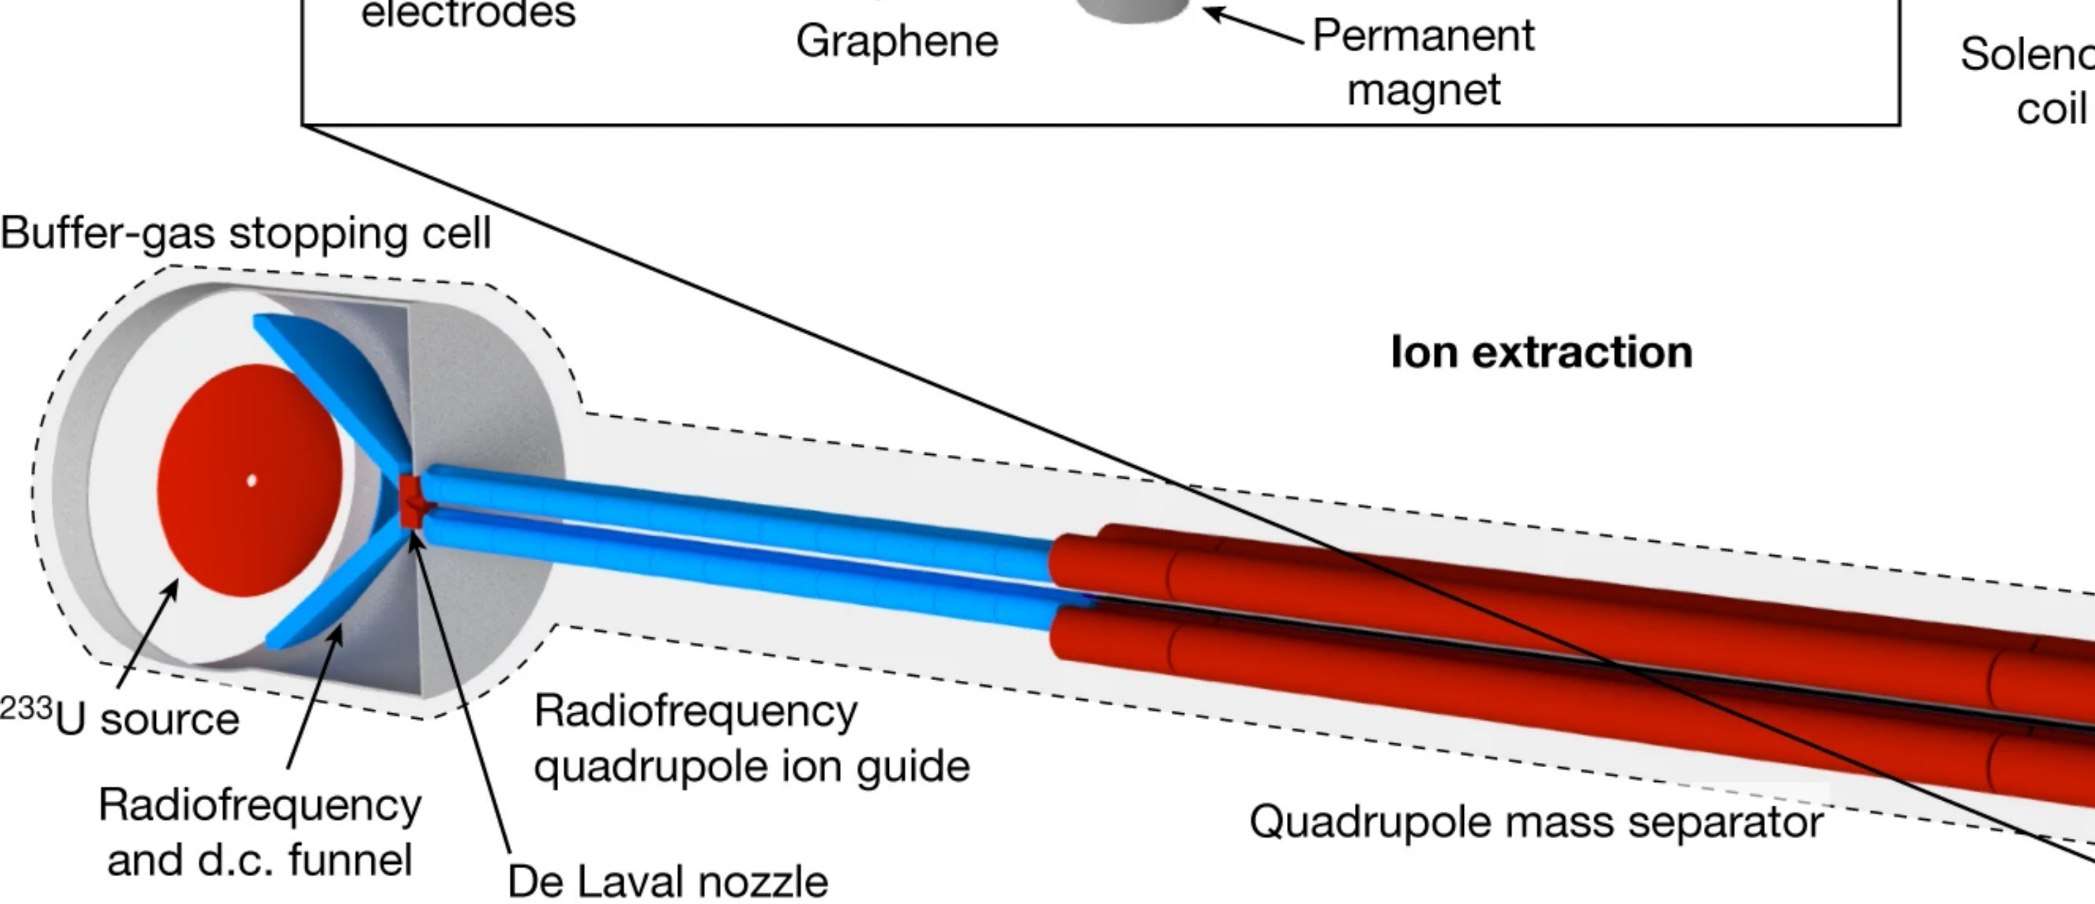 electrodes
Graphene
Permanent
magnet
coil
Buffer-gas stopping cell
Ion extraction
²³³U source
Radiofrequency
quadrupole ion guide
Radiofrequency
and d.c. funnel
De Laval nozzle
Quadrupole mass separator